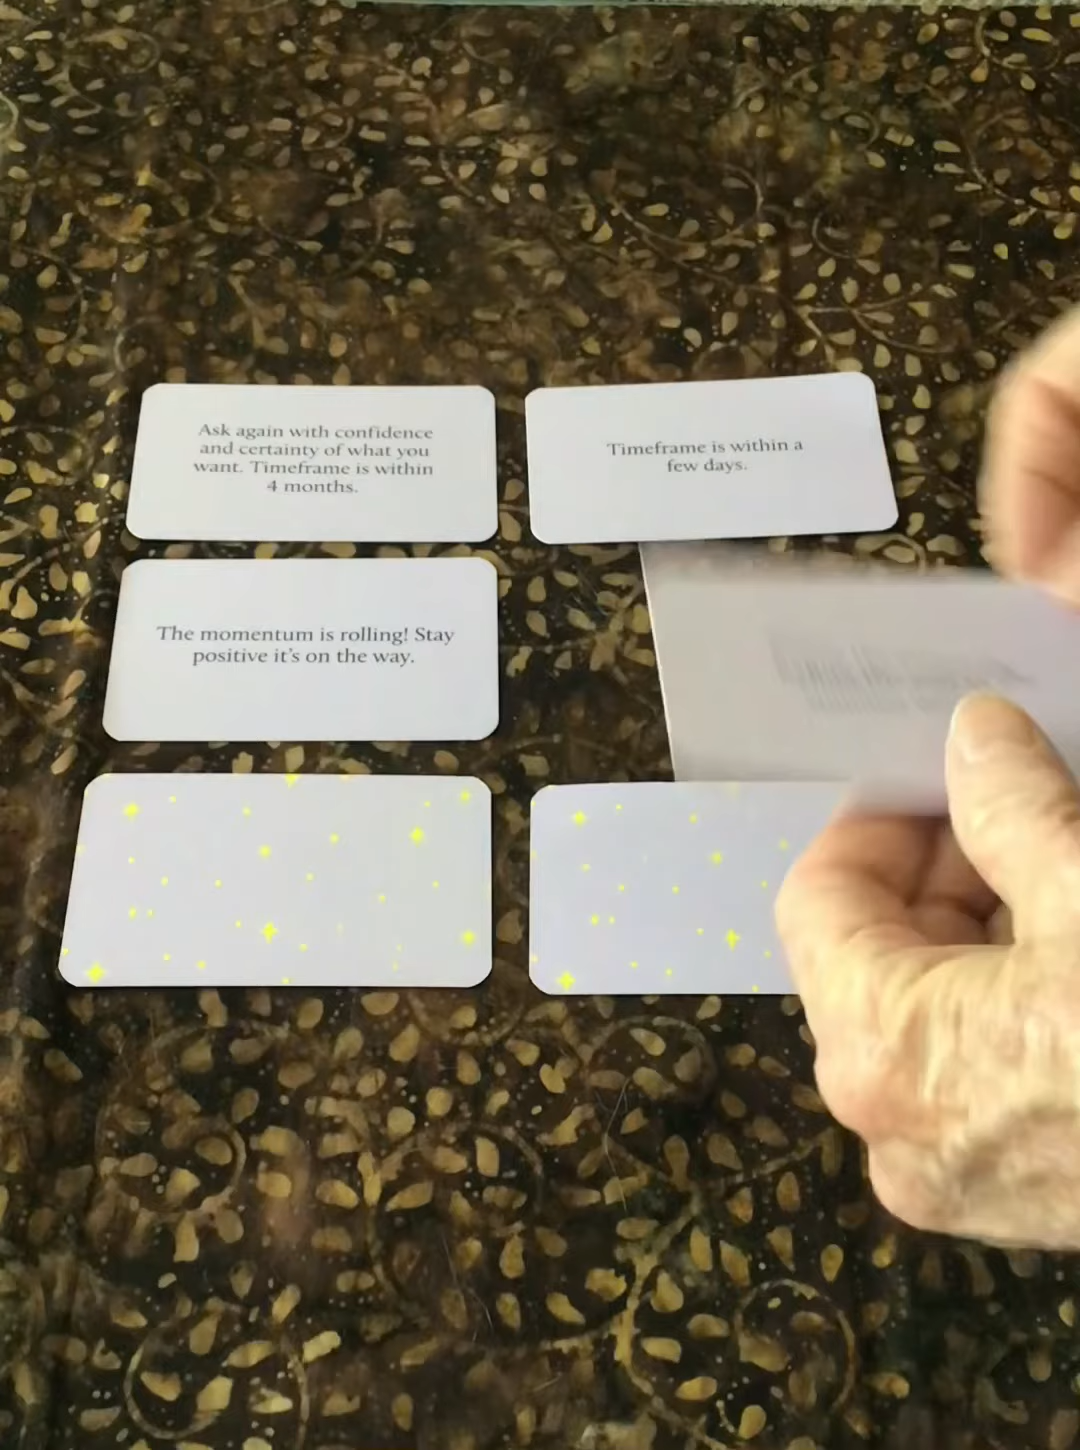 Ask again with confidence
and certainty of what you
want. Timeframe is within
4 months.
Timeframe is within a
few days.
The momentum is rolling! Stay
positive it's on the way.